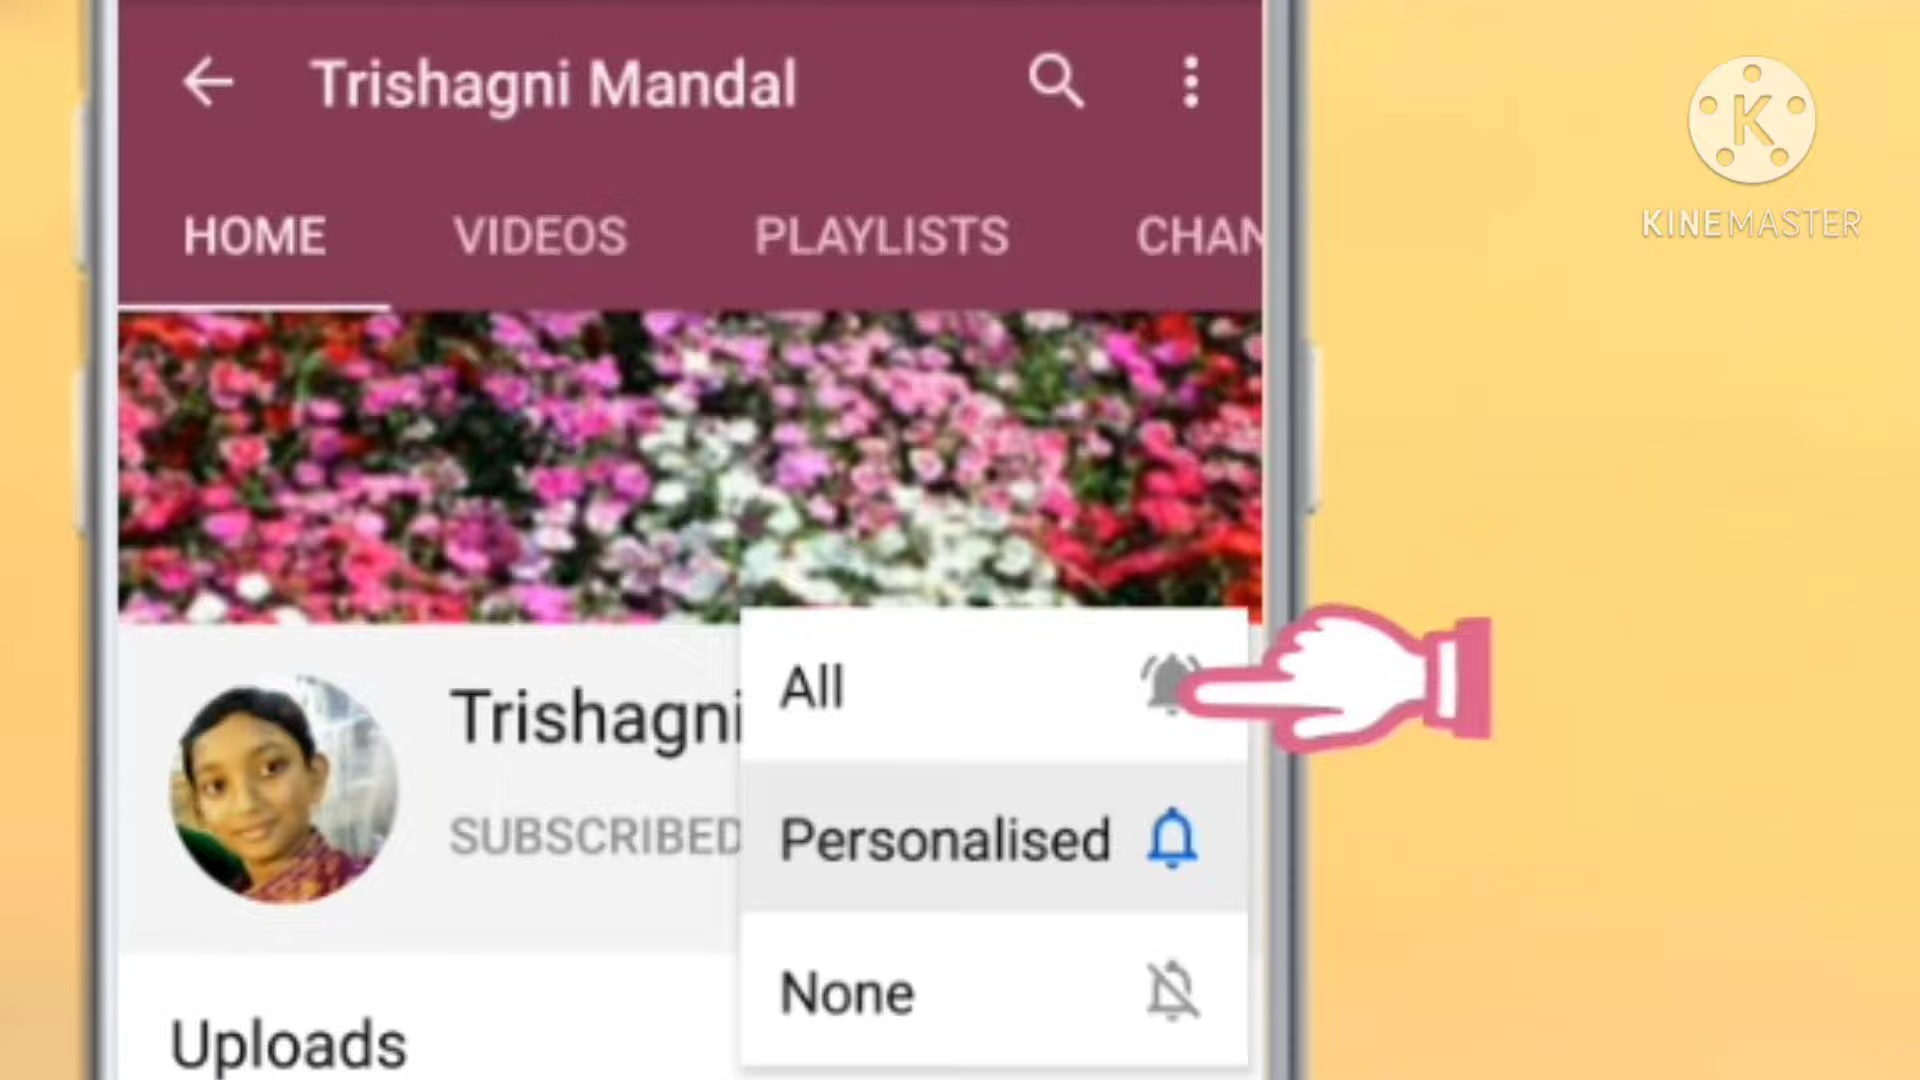 Trishagni Mandal
HOME VIDEOS PLAYLISTS CHAN
K
KINEMASTER
Trishagni
SUBSCRIBED
All
Personalised
None
Uploads